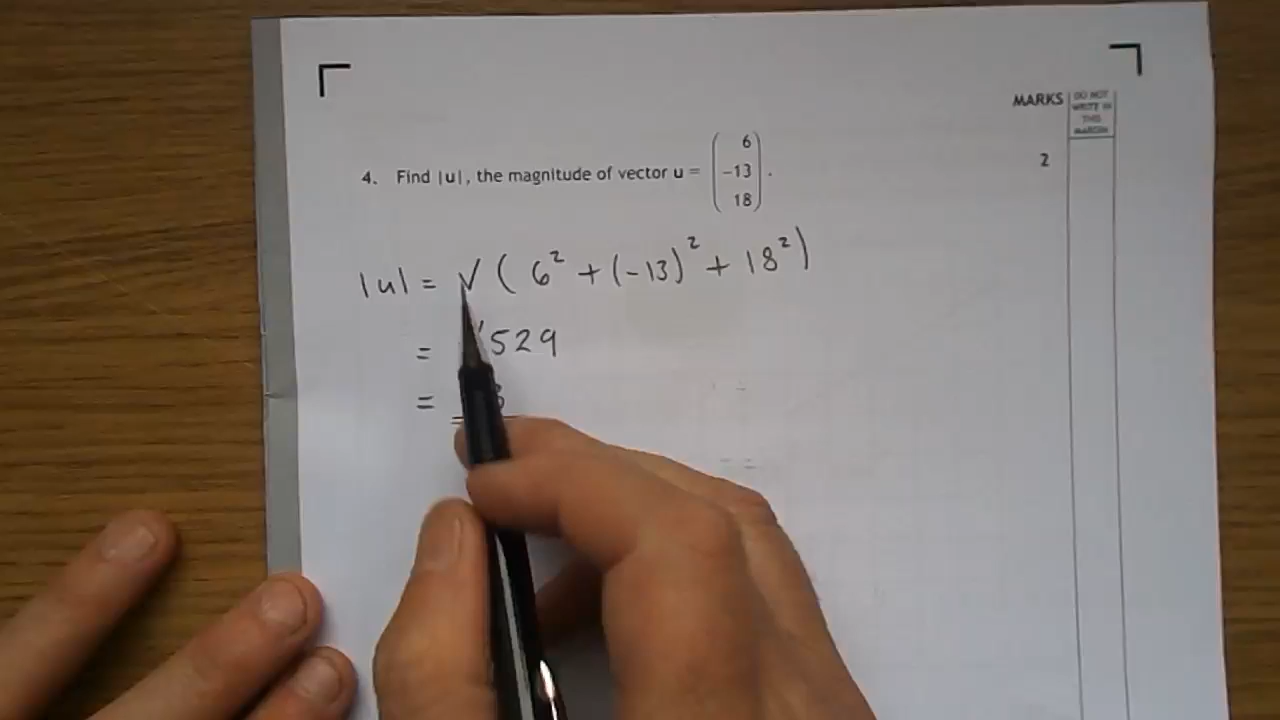 MARKS
DO NOT
WRITE IN
THIS
MARGIN
4. Find |u|, the magnitude of vector u = ( 6
-13
18 ) .
2
|u| = √( 6² + (-13)² + 18²)
= 529
=